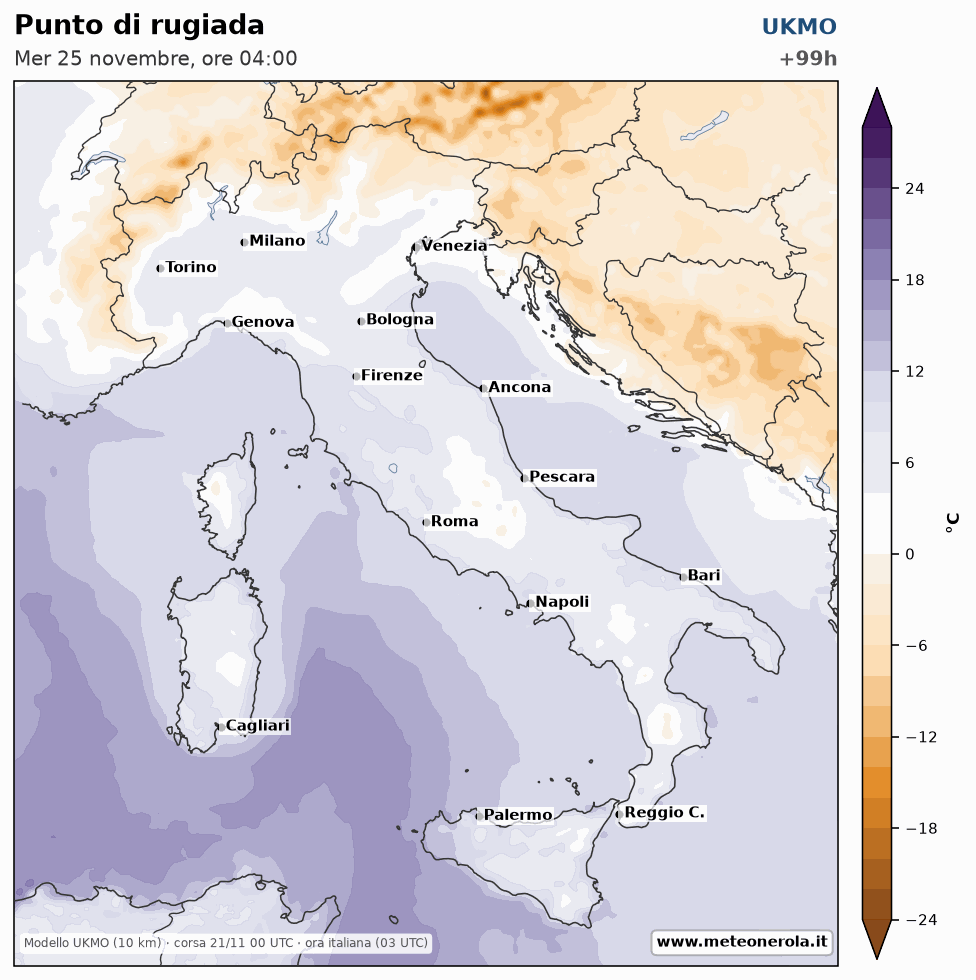 Punto di rugiada
UKMO
Mer 25 novembre, ore 04:00
+99h
Milano
Venezia
Torino
Genova
Bologna
Firenze
Ancona
Pescara
Roma
Bari
Napoli
Cagliari
Palermo
Reggio C.
24
18
12
6
0
−6
−12
−18
−24
°C
Modello UKMO (10 km) · corsa 21/11 00 UTC · ora italiana (03 UTC)
www.meteonerola.it